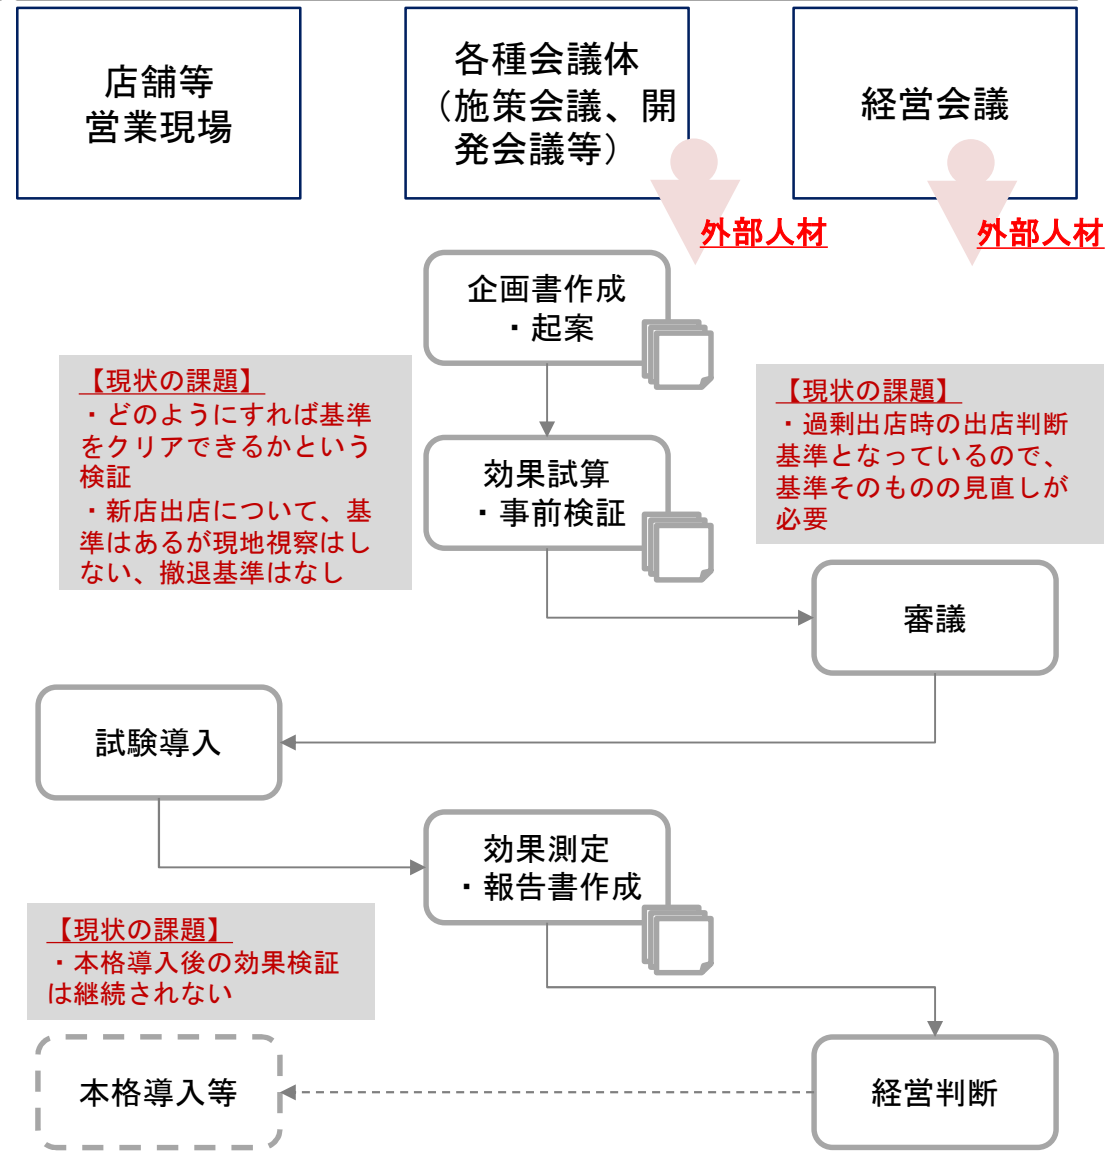 店舗等
営業現場
各種会議体
（施策会議、開
発会議等）
経営会議
外部人材
外部人材
企画書作成
・起案
【現状の課題】
・どのようにすれば基準
をクリアできるかという
検証
・新店出店について、基
準はあるが現地視察はし
ない、撤退基準はなし
【現状の課題】
・過剰出店時の出店判断
基準となっているので、
基準そのものの見直しが
必要
効果試算
・事前検証
審議
試験導入
効果測定
・報告書作成
【現状の課題】
・本格導入後の効果検証
は継続されない
本格導入等
経営判断